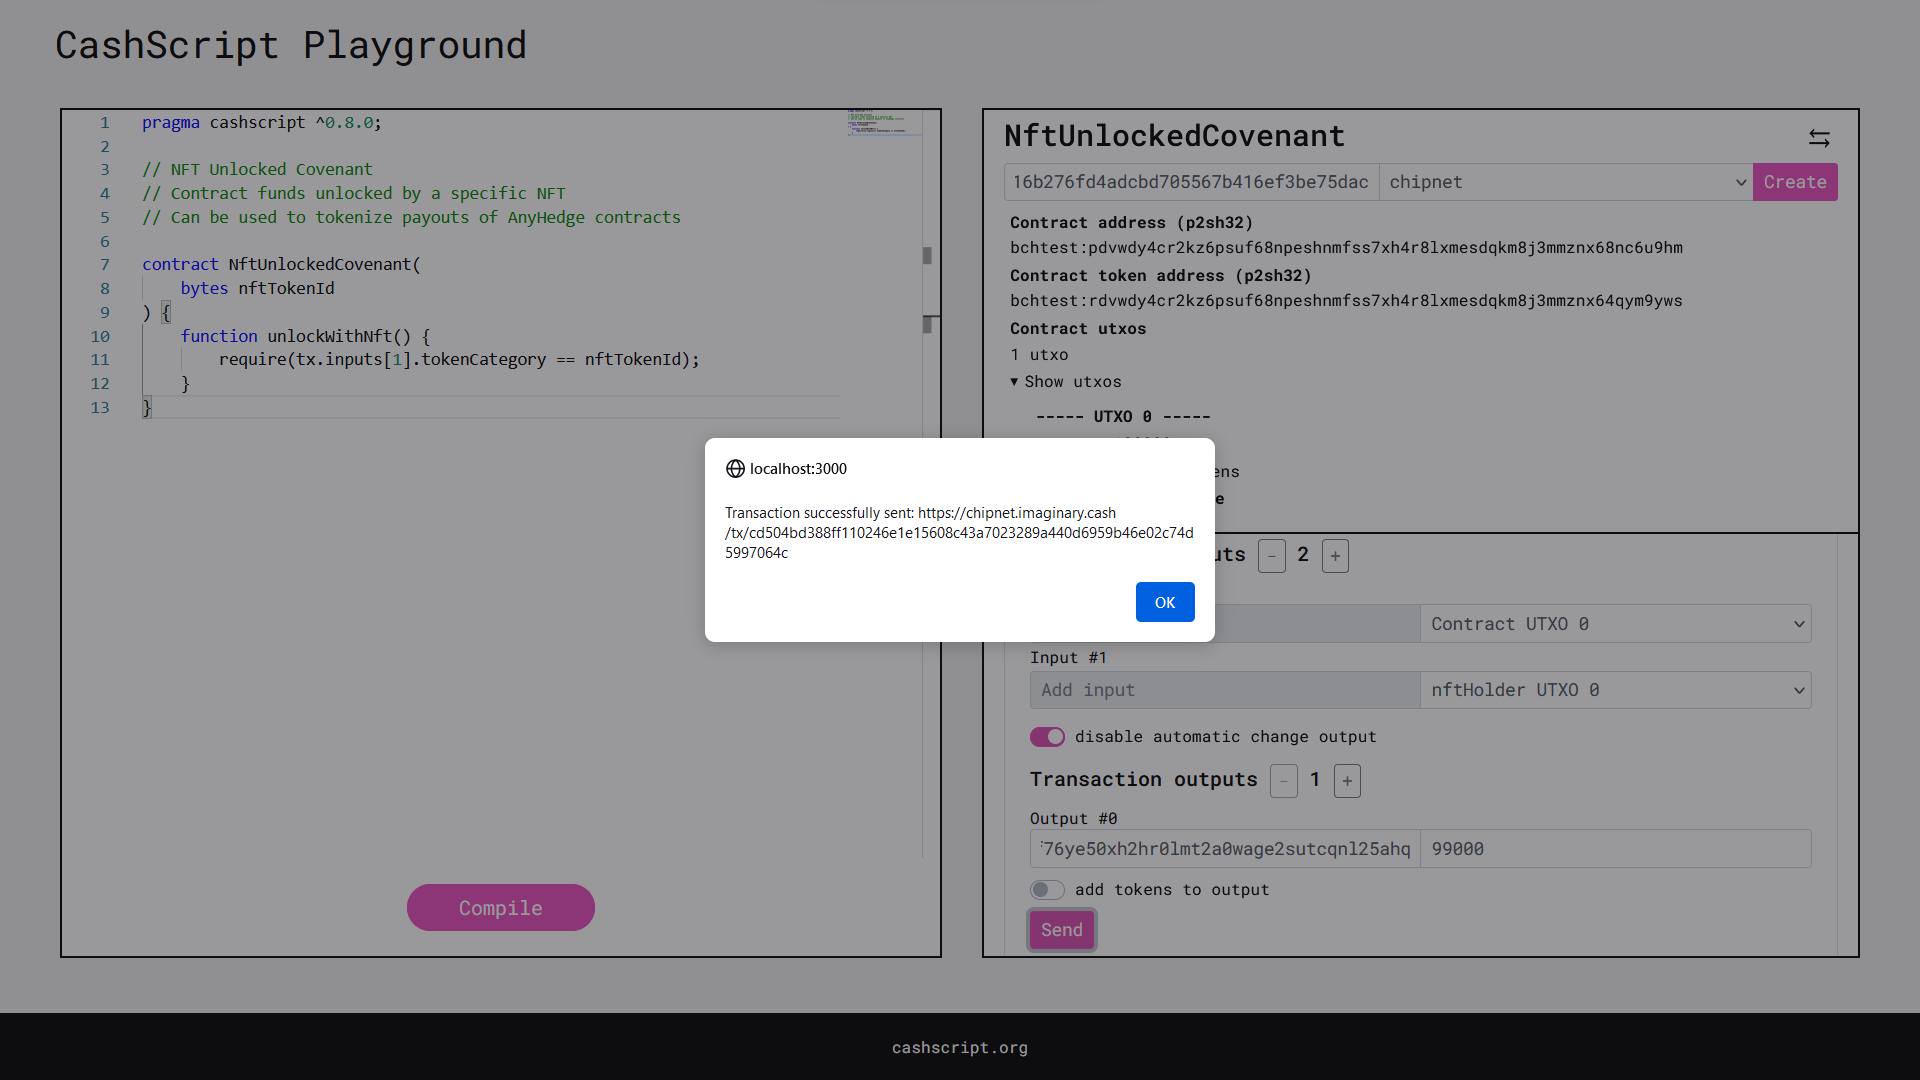 CashScript Playground
1 pragma cashscript ^0.8.0;
2
3 // NFT Unlocked Covenant
4 // Contract funds unlocked by a specific NFT
5 // Can be used to tokenize payouts of AnyHedge contracts
6
7 contract NftUnlockedCovenant(
8 bytes nftTokenId
9 ) {
10 function unlockWithNft() {
11 require(tx.inputs[1].tokenCategory == nftTokenId);
12 }
13 }
Compile
NftUnlockedCovenant
16b276fd4adcbd705567b416ef3be75dac chipnet Create
Contract address (p2sh32)
bchtest:pdvwdy4cr2kz6psuf68npeshnmfss7xh4r8lxmesdqkm8j3mmznx68nc6u9hm
Contract token address (p2sh32)
bchtest:rdvwdy4cr2kz6psuf68npeshnmfss7xh4r8lxmesdqkm8j3mmznx64qym9yws
Contract utxos
1 utxo
▼ Show utxos
----- UTXO 0 -----
ens
e
localhost:3000
Transaction successfully sent: https://chipnet.imaginary.cash
/tx/cd504bd388ff110246e1e15608c43a7023289a440d6959b46e02c74d
5997064c
OK
uts - 2 +
Contract UTXO 0
Input #1
Add input nftHolder UTXO 0
disable automatic change output
Transaction outputs - 1 +
Output #0
76ye50xh2hr0lmt2a0wage2sutcqnl25ahq 99000
add tokens to output
Send
cashscript.org